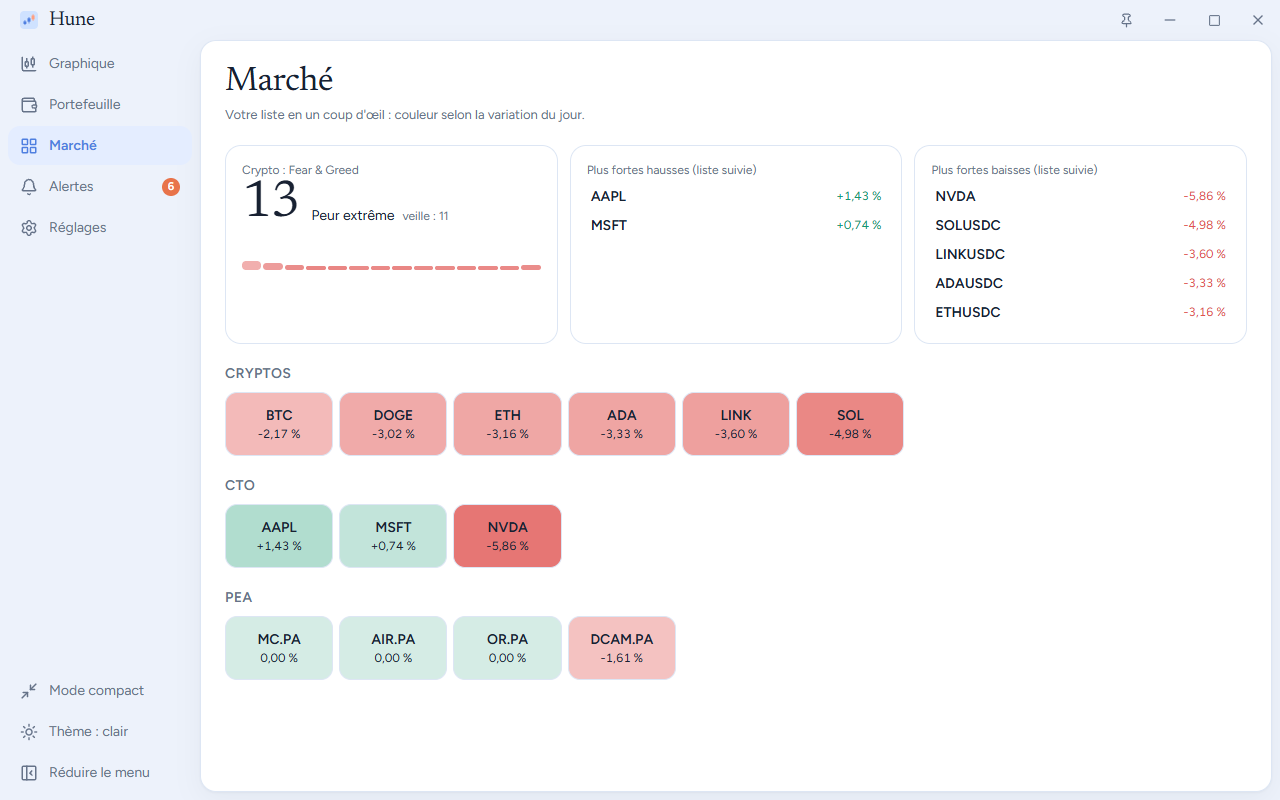 Hune
Graphique
Portefeuille
Marché
Alertes 6
Réglages
Mode compact
Thème : clair
Réduire le menu
Marché
Votre liste en un coup d'œil : couleur selon la variation du jour.
Crypto : Fear & Greed
13 Peur extrême veille : 11
Plus fortes hausses (liste suivie)
AAPL +1,43 %
MSFT +0,74 %
Plus fortes baisses (liste suivie)
NVDA -5,86 %
SOLUSDC -4,98 %
LINKUSDC -3,60 %
ADAUSDC -3,33 %
ETHUSDC -3,16 %
CRYPTOS
BTC DOGE ETH ADA LINK SOL
-2,17 % -3,02 % -3,16 % -3,33 % -3,60 % -4,98 %
CTO
AAPL MSFT NVDA
+1,43 % +0,74 % -5,86 %
PEA
MC.PA AIR.PA OR.PA DCAM.PA
0,00 % 0,00 % 0,00 % -1,61 %